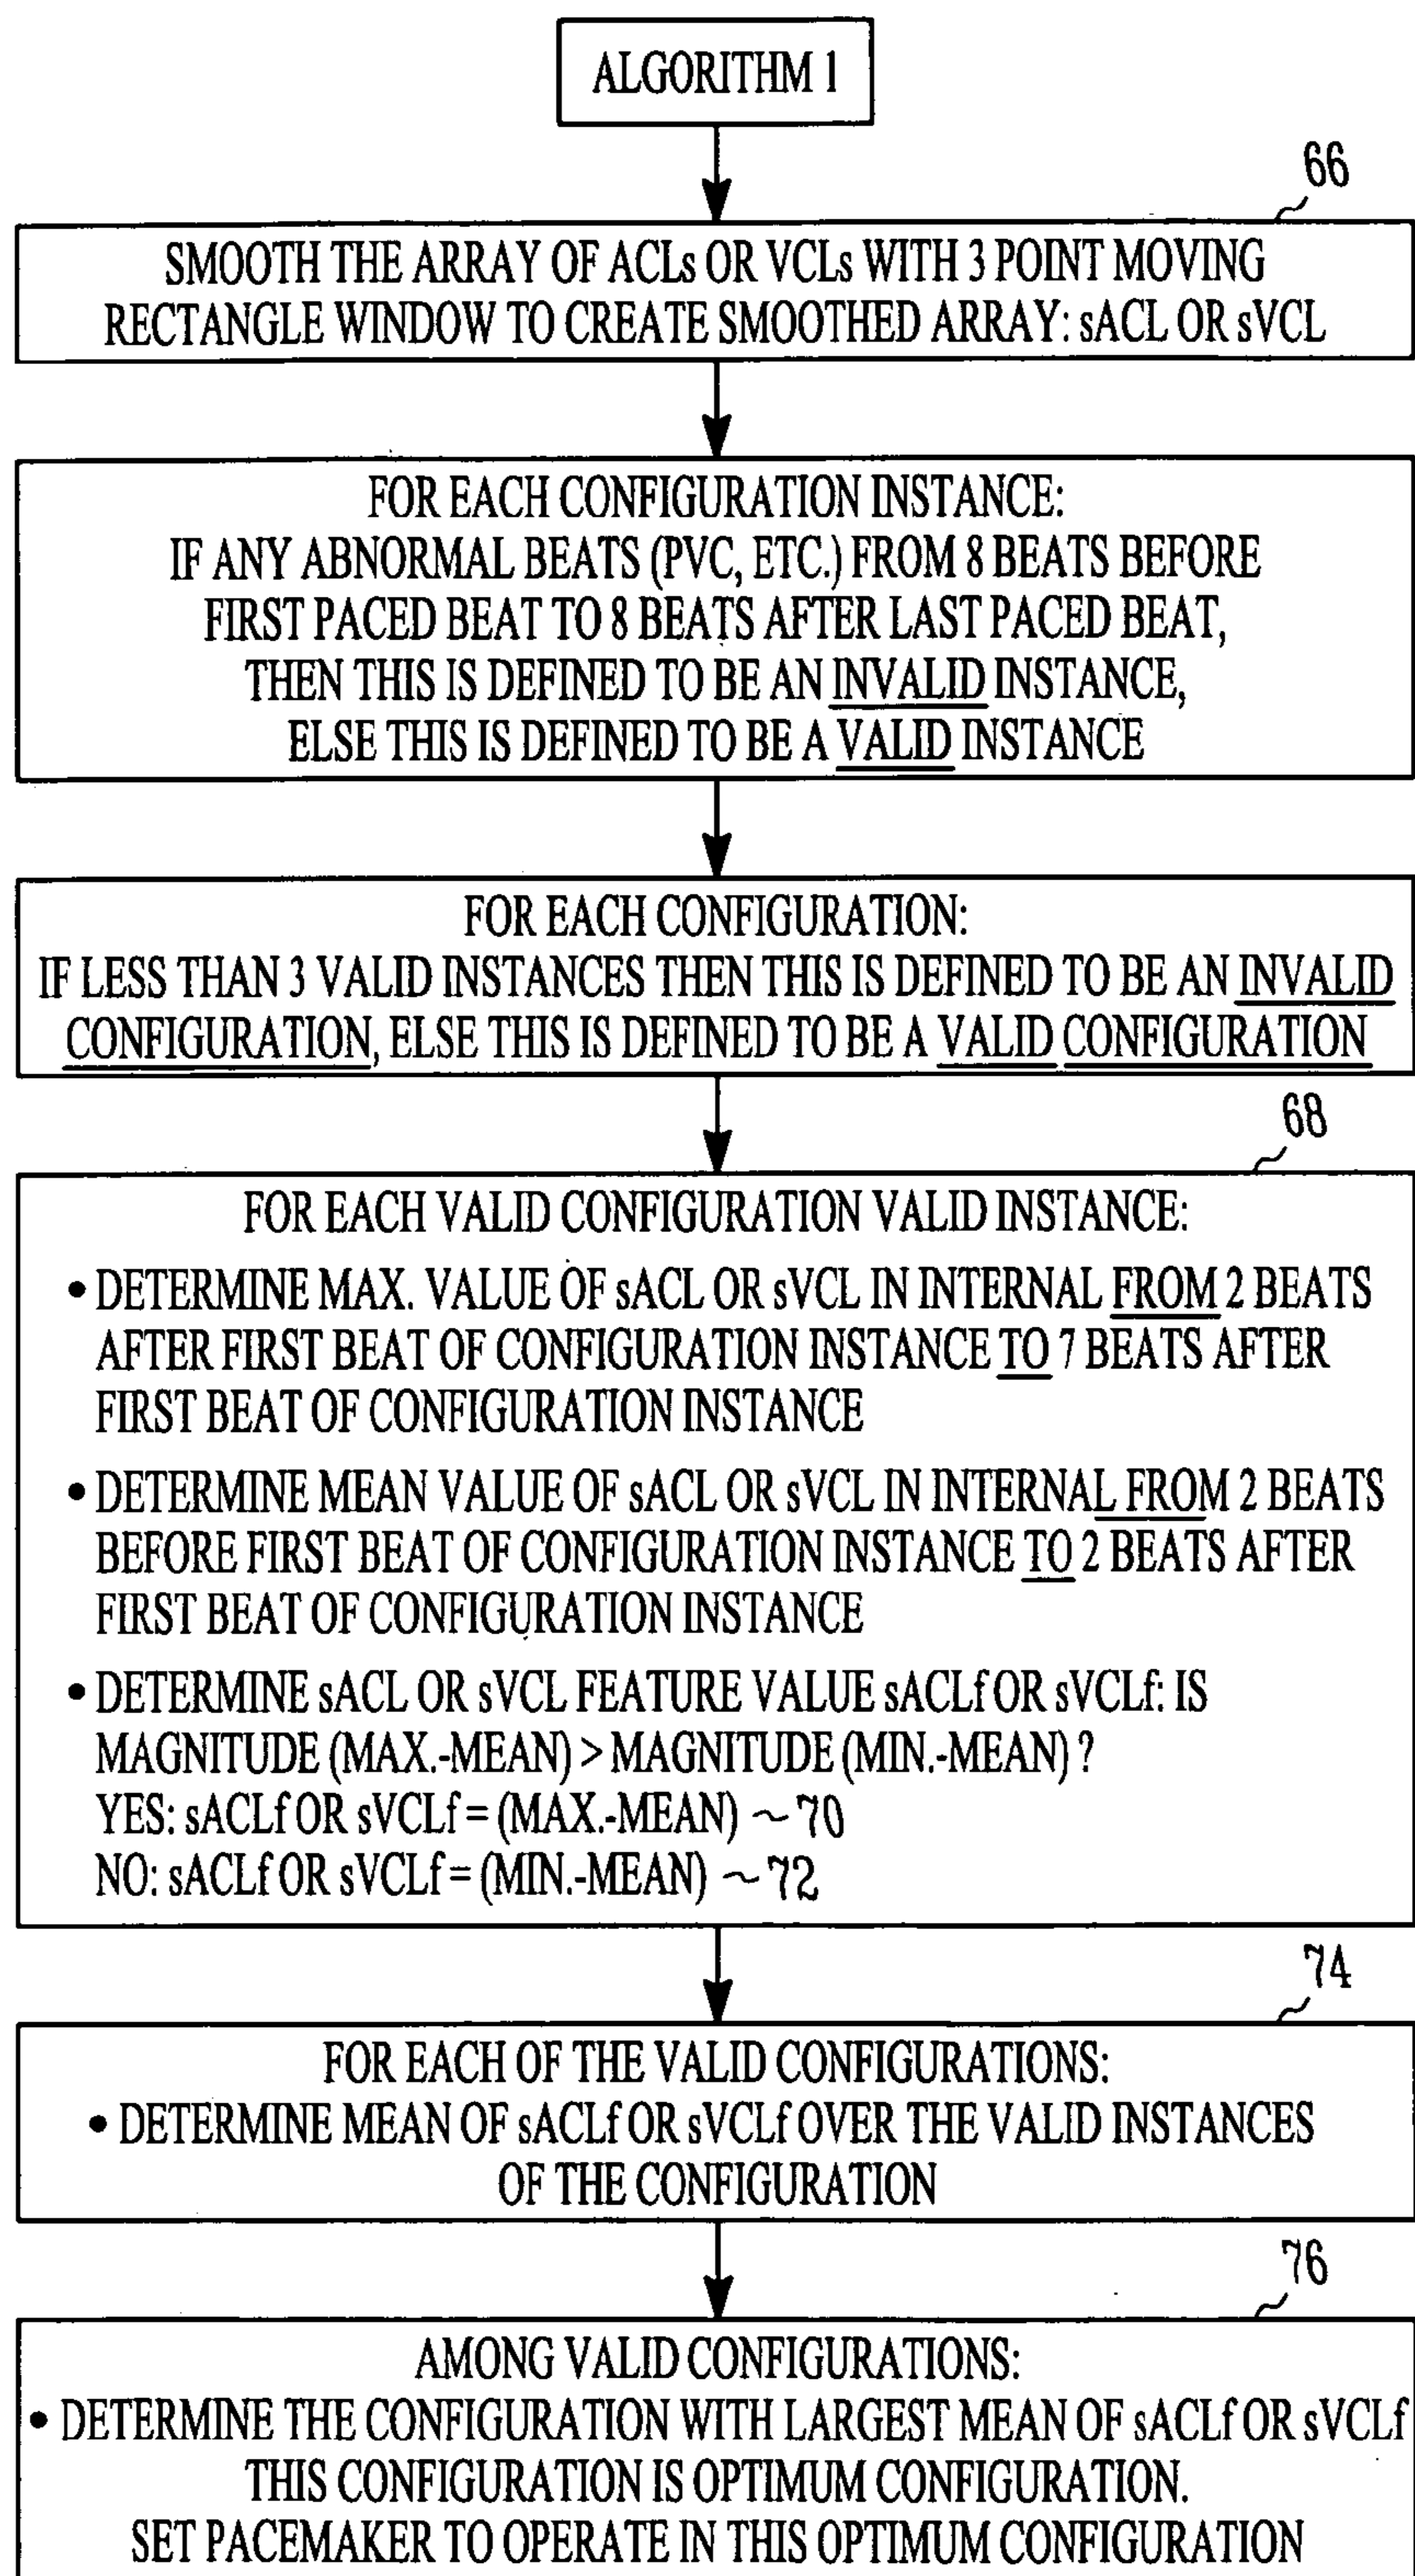 ALGORITHM 1
66
SMOOTH THE ARRAY OF ACLs OR VCLs WITH 3 POINT MOVING
RECTANGLE WINDOW TO CREATE SMOOTHED ARRAY: sACL OR sVCL
FOR EACH CONFIGURATION INSTANCE:
IF ANY ABNORMAL BEATS (PVC, ETC.) FROM 8 BEATS BEFORE
FIRST PACED BEAT TO 8 BEATS AFTER LAST PACED BEAT,
THEN THIS IS DEFINED TO BE AN INVALID INSTANCE,
ELSE THIS IS DEFINED TO BE A VALID INSTANCE
FOR EACH CONFIGURATION:
IF LESS THAN 3 VALID INSTANCES THEN THIS IS DEFINED TO BE AN INVALID
CONFIGURATION, ELSE THIS IS DEFINED TO BE A VALID CONFIGURATION
68
FOR EACH VALID CONFIGURATION VALID INSTANCE:
• DETERMINE MAX. VALUE OF sACL OR sVCL IN INTERNAL FROM 2 BEATS
AFTER FIRST BEAT OF CONFIGURATION INSTANCE TO 7 BEATS AFTER
FIRST BEAT OF CONFIGURATION INSTANCE
• DETERMINE MEAN VALUE OF sACL OR sVCL IN INTERNAL FROM 2 BEATS
BEFORE FIRST BEAT OF CONFIGURATION INSTANCE TO 2 BEATS AFTER
FIRST BEAT OF CONFIGURATION INSTANCE
• DETERMINE sACL OR sVCL FEATURE VALUE sACLf OR sVCLf: IS
MAGNITUDE (MAX.-MEAN) > MAGNITUDE (MIN.-MEAN) ?
YES: sACLf OR sVCLf = (MAX.-MEAN) ~70
NO: sACLf OR sVCLf = (MIN.-MEAN) ~72
74
FOR EACH OF THE VALID CONFIGURATIONS:
• DETERMINE MEAN OF sACLf OR sVCLf OVER THE VALID INSTANCES
OF THE CONFIGURATION
76
AMONG VALID CONFIGURATIONS:
• DETERMINE THE CONFIGURATION WITH LARGEST MEAN OF sACLf OR sVCLf
THIS CONFIGURATION IS OPTIMUM CONFIGURATION.
SET PACEMAKER TO OPERATE IN THIS OPTIMUM CONFIGURATION